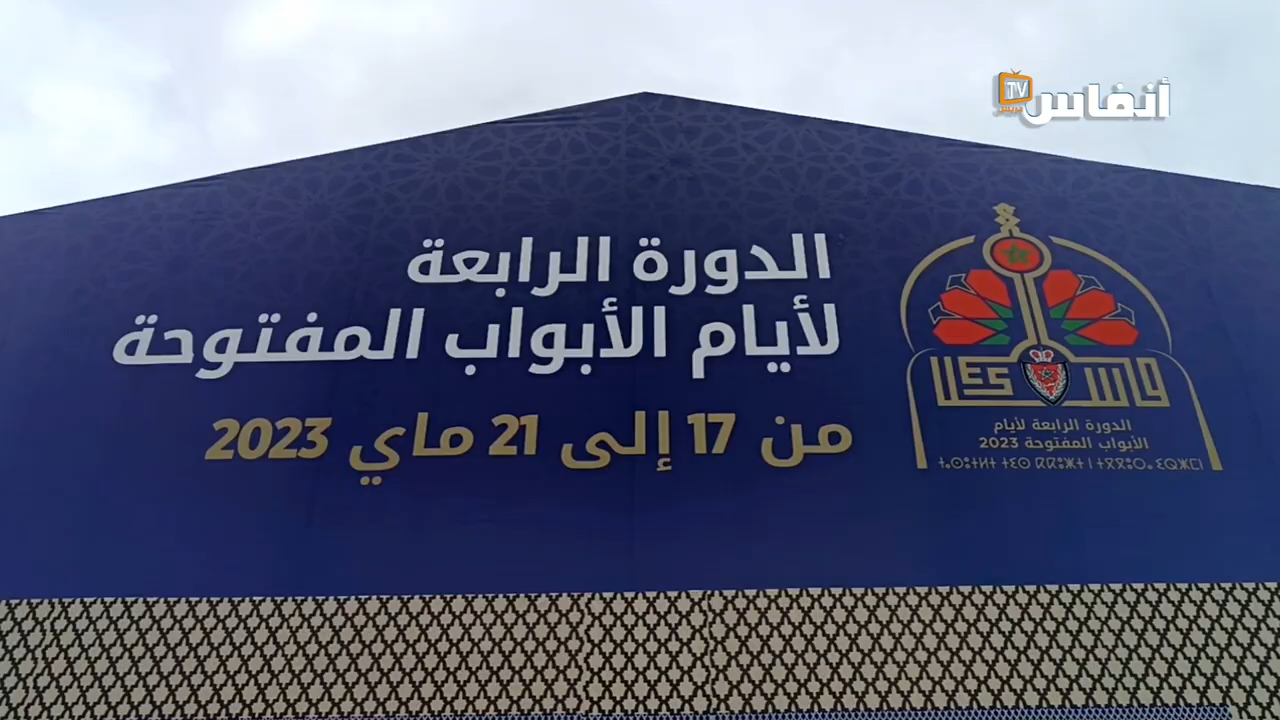 أنفاس
TV
الدورة الرابعة
لأيام الأبواب المفتوحة
من 17 إلى 21 ماي 2023
الدورة الرابعة لأيام
الأبواب المفتوحة 2023